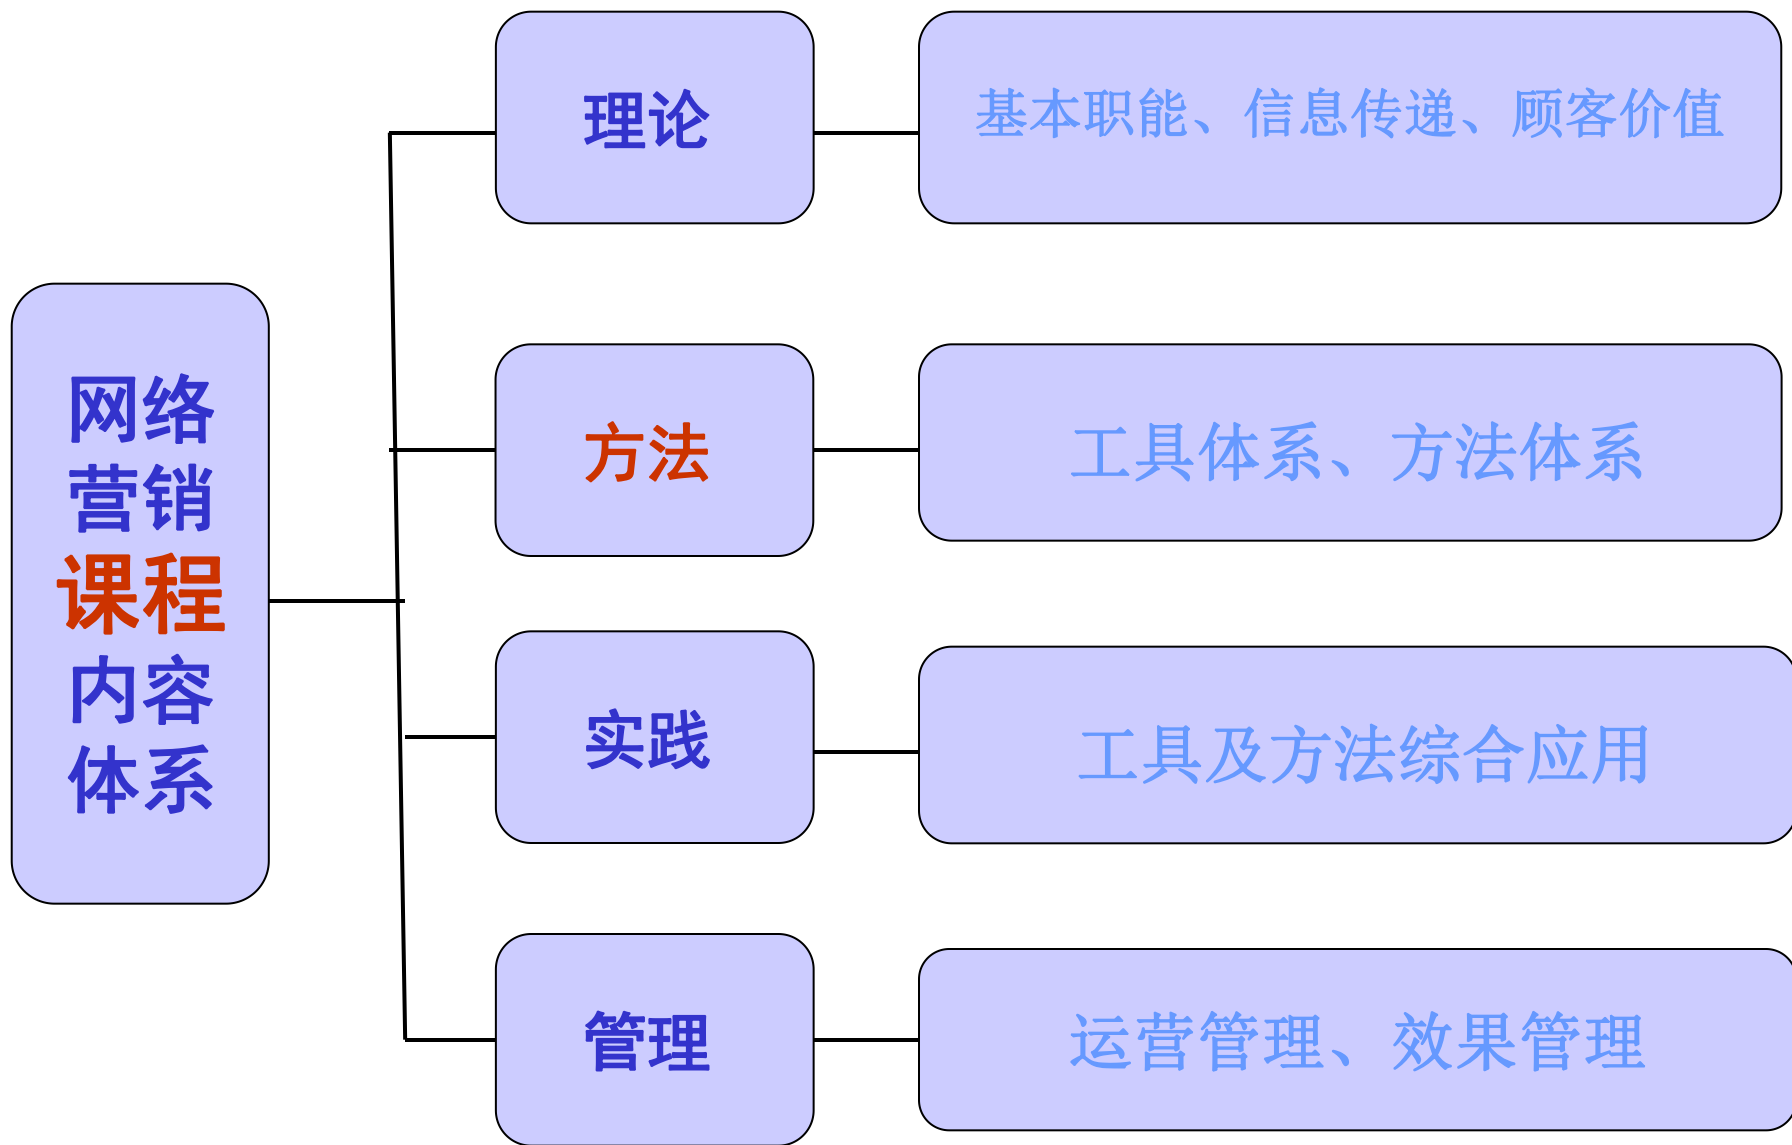 网络
营销
课程
内容
体系
理论
基本职能、信息传递、顾客价值
方法
工具体系、方法体系
实践
工具及方法综合应用
管理
运营管理、效果管理